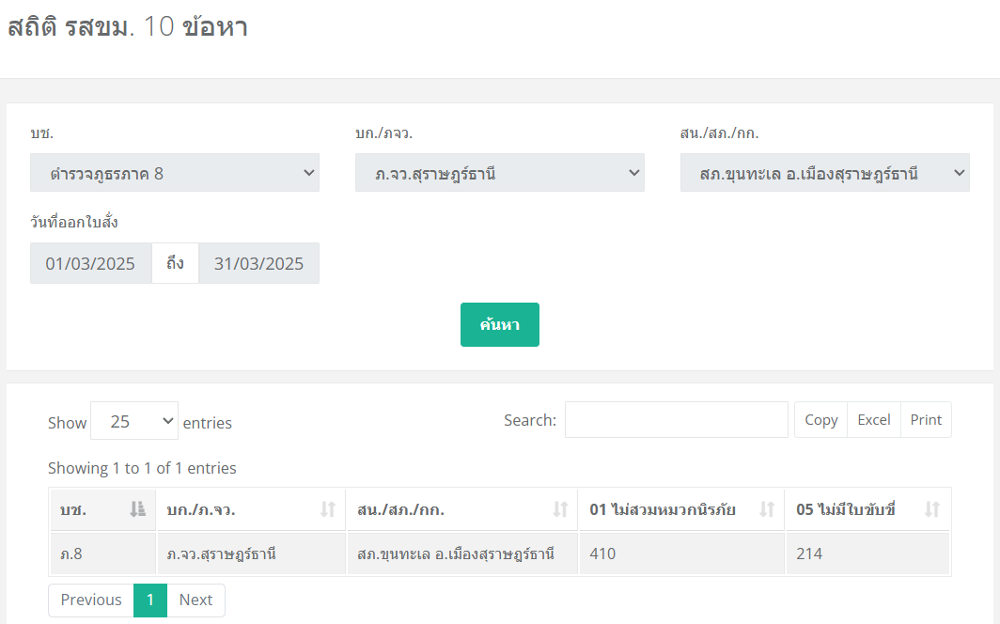 สถิติ รสขม. 10 ข้อหา
บช. บก./ภจว. สน./สภ./กก.
ตำรวจภูธรภาค 8 ภ.จว.สุราษฎร์ธานี สภ.ขุนทะเล อ.เมืองสุราษฎร์ธานี
วันที่ออกใบสั่ง
01/03/2025 ถึง 31/03/2025
ค้นหา
Show 25 entries Search: Copy Excel Print
Showing 1 to 1 of 1 entries
บช. บก./ภ.จว. สน./สภ./กก. 01 ไม่สวมหมวกนิรภัย 05 ไม่มีใบขับขี่
ภ.8 ภ.จว.สุราษฎร์ธานี สภ.ขุนทะเล อ.เมืองสุราษฎร์ธานี 410 214
Previous 1 Next